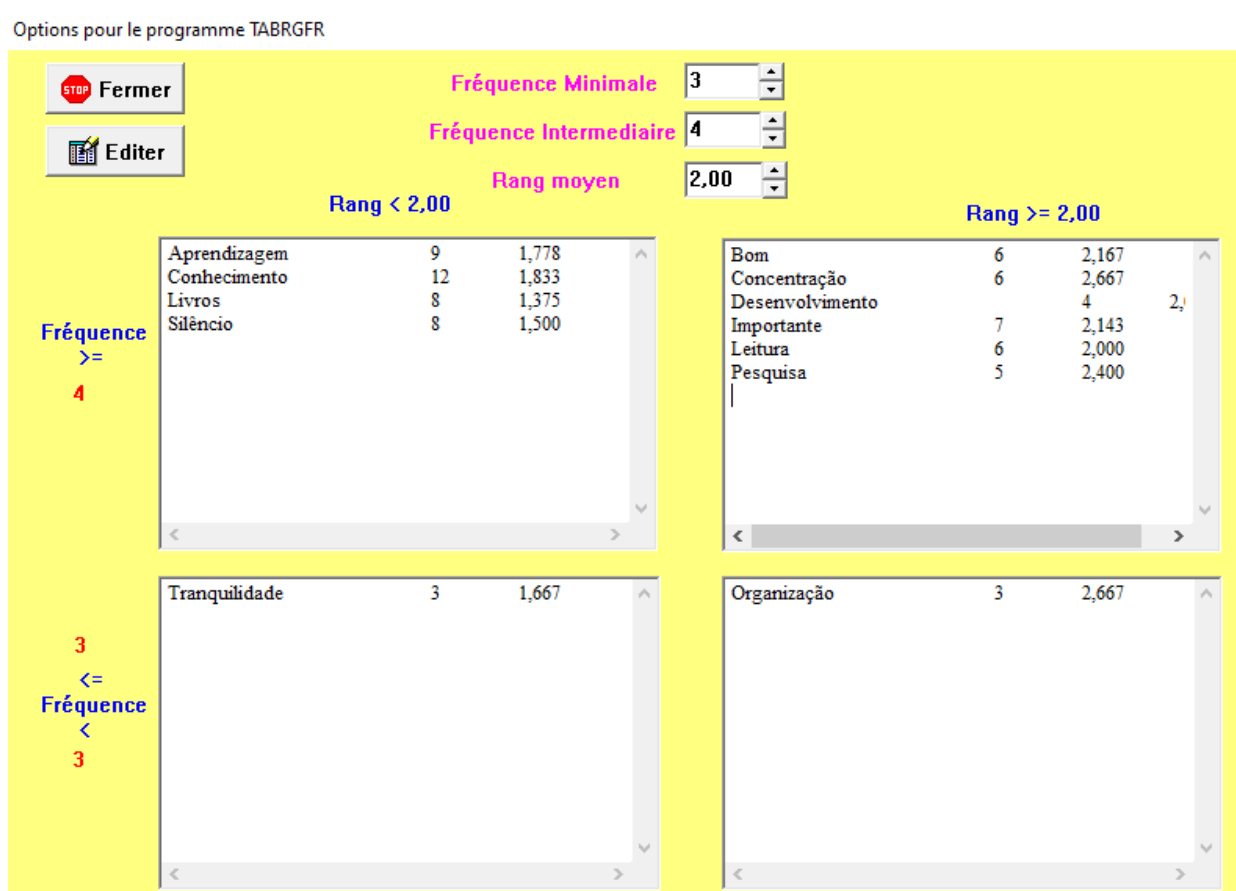 Options pour le programme TABRGFR
STOP Fermer
Fréquence Minimale 3
Editer
Fréquence Intermediaire 4
Rang moyen 2,00
Rang < 2,00
Rang >= 2,00
Fréquence
>=
4
Aprendizagem 9 1,778
Conhecimento 12 1,833
Livros 8 1,375
Silêncio 8 1,500
Bom 6 2,167
Concentração 6 2,667
Desenvolvimento 4
Importante 7 2,143
Leitura 6 2,000
Pesquisa 5 2,400
3
<=
Fréquence
<
3
Tranquilidade 3 1,667
Organização 3 2,667